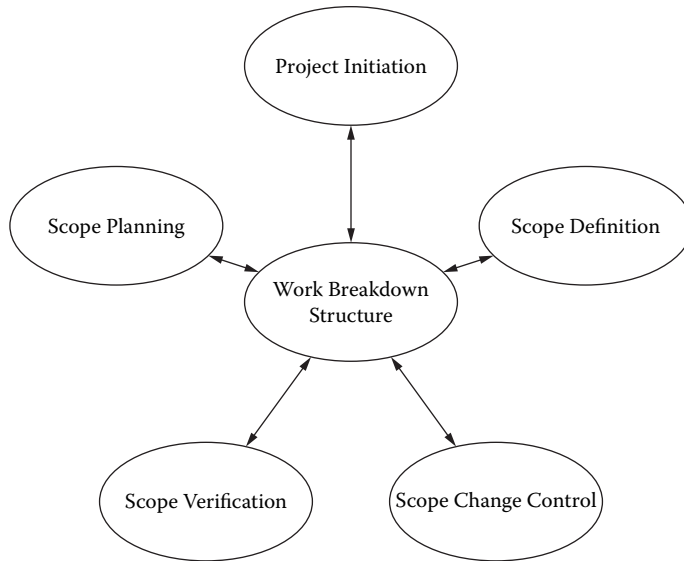 Project Initiation
Scope Planning
Scope Definition
Work Breakdown
Structure
Scope Verification
Scope Change Control